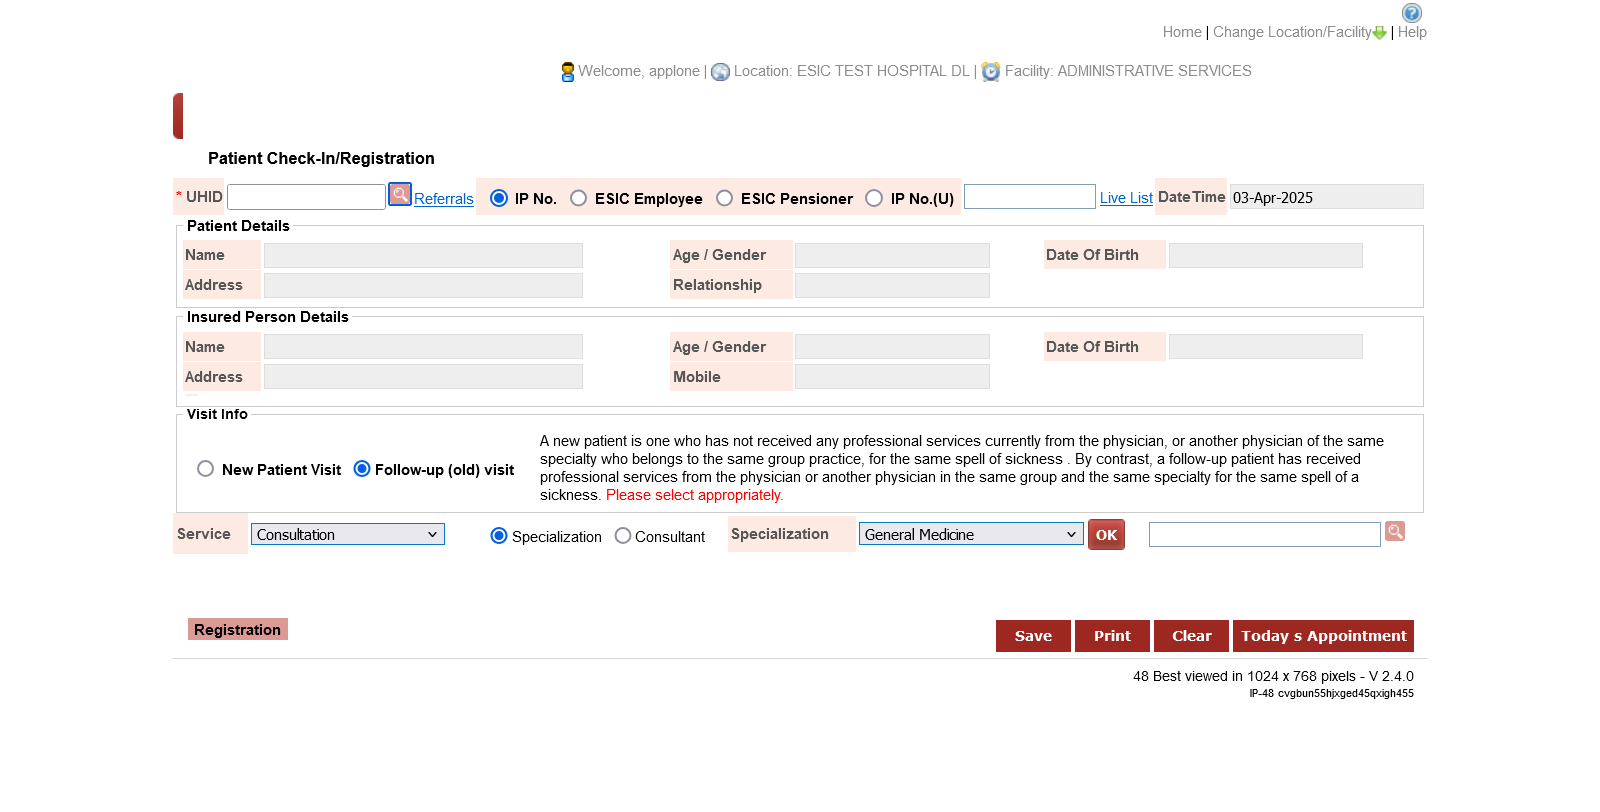 Home | Change Location/Facility | Help
Welcome, applone | Location: ESIC TEST HOSPITAL DL | Facility: ADMINISTRATIVE SERVICES
Patient Check-In/Registration
* UHID Referrals IP No. ESIC Employee ESIC Pensioner IP No.(U) Live List DateTime 03-Apr-2025
Patient Details
Name Age / Gender Date Of Birth
Address Relationship
Insured Person Details
Name Age / Gender Date Of Birth
Address Mobile
Visit Info
New Patient Visit Follow-up (old) visit
A new patient is one who has not received any professional services currently from the physician, or another physician of the same
specialty who belongs to the same group practice, for the same spell of sickness . By contrast, a follow-up patient has received
professional services from the physician or another physician in the same group and the same specialty for the same spell of a
sickness. Please select appropriately.
Service Consultation Specialization Consultant Specialization General Medicine OK
Registration Save Print Clear Today s Appointment
48 Best viewed in 1024 x 768 pixels - V 2.4.0
IP-48 cvgbun55hjxged45qxigh455